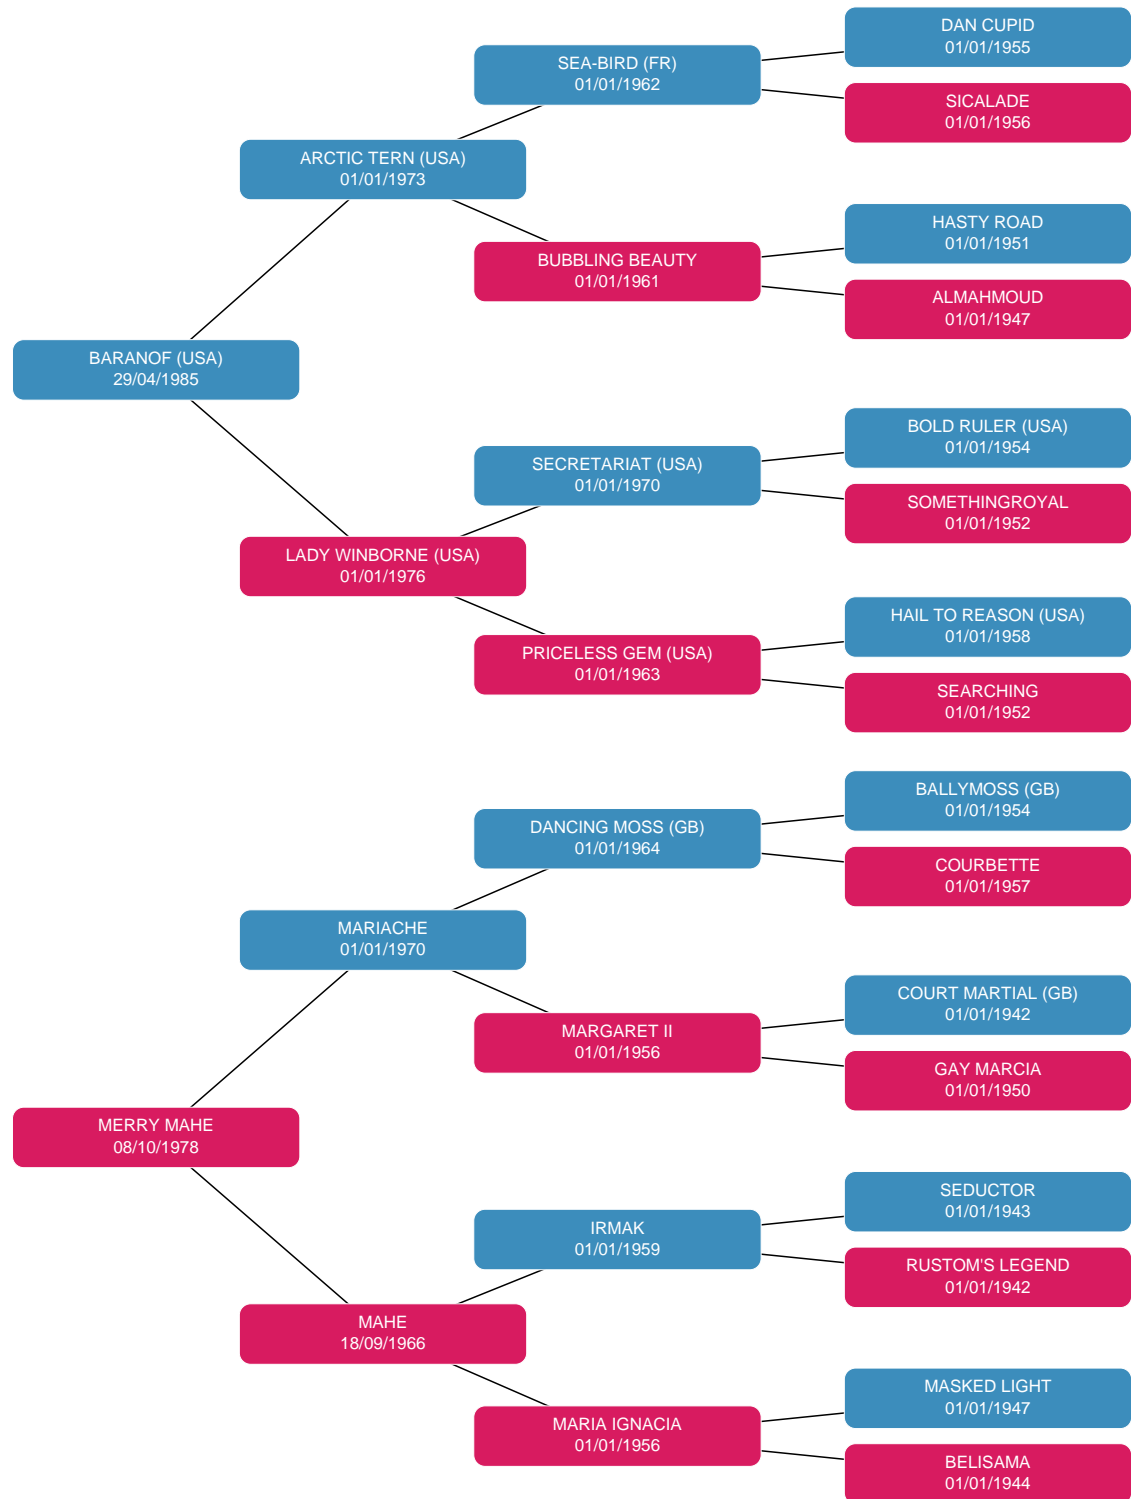 DAN CUPID
01/01/1955
SEA-BIRD (FR)
01/01/1962
SICALADE
01/01/1956
ARCTIC TERN (USA)
01/01/1973
HASTY ROAD
01/01/1951
BUBBLING BEAUTY
01/01/1961
ALMAHMOUD
01/01/1947
BARANOF (USA)
29/04/1985
BOLD RULER (USA)
01/01/1954
SECRETARIAT (USA)
01/01/1970
SOMETHINGROYAL
01/01/1952
LADY WINBORNE (USA)
01/01/1976
HAIL TO REASON (USA)
01/01/1958
PRICELESS GEM (USA)
01/01/1963
SEARCHING
01/01/1952
BALLYMOSS (GB)
01/01/1954
DANCING MOSS (GB)
01/01/1964
COURBETTE
01/01/1957
MARIACHE
01/01/1970
COURT MARTIAL (GB)
01/01/1942
MARGARET II
01/01/1956
GAY MARCIA
01/01/1950
MERRY MAHE
08/10/1978
SEDUCTOR
01/01/1943
IRMAK
01/01/1959
RUSTOM'S LEGEND
01/01/1942
MAHE
18/09/1966
MASKED LIGHT
01/01/1947
MARIA IGNACIA
01/01/1956
BELISAMA
01/01/1944